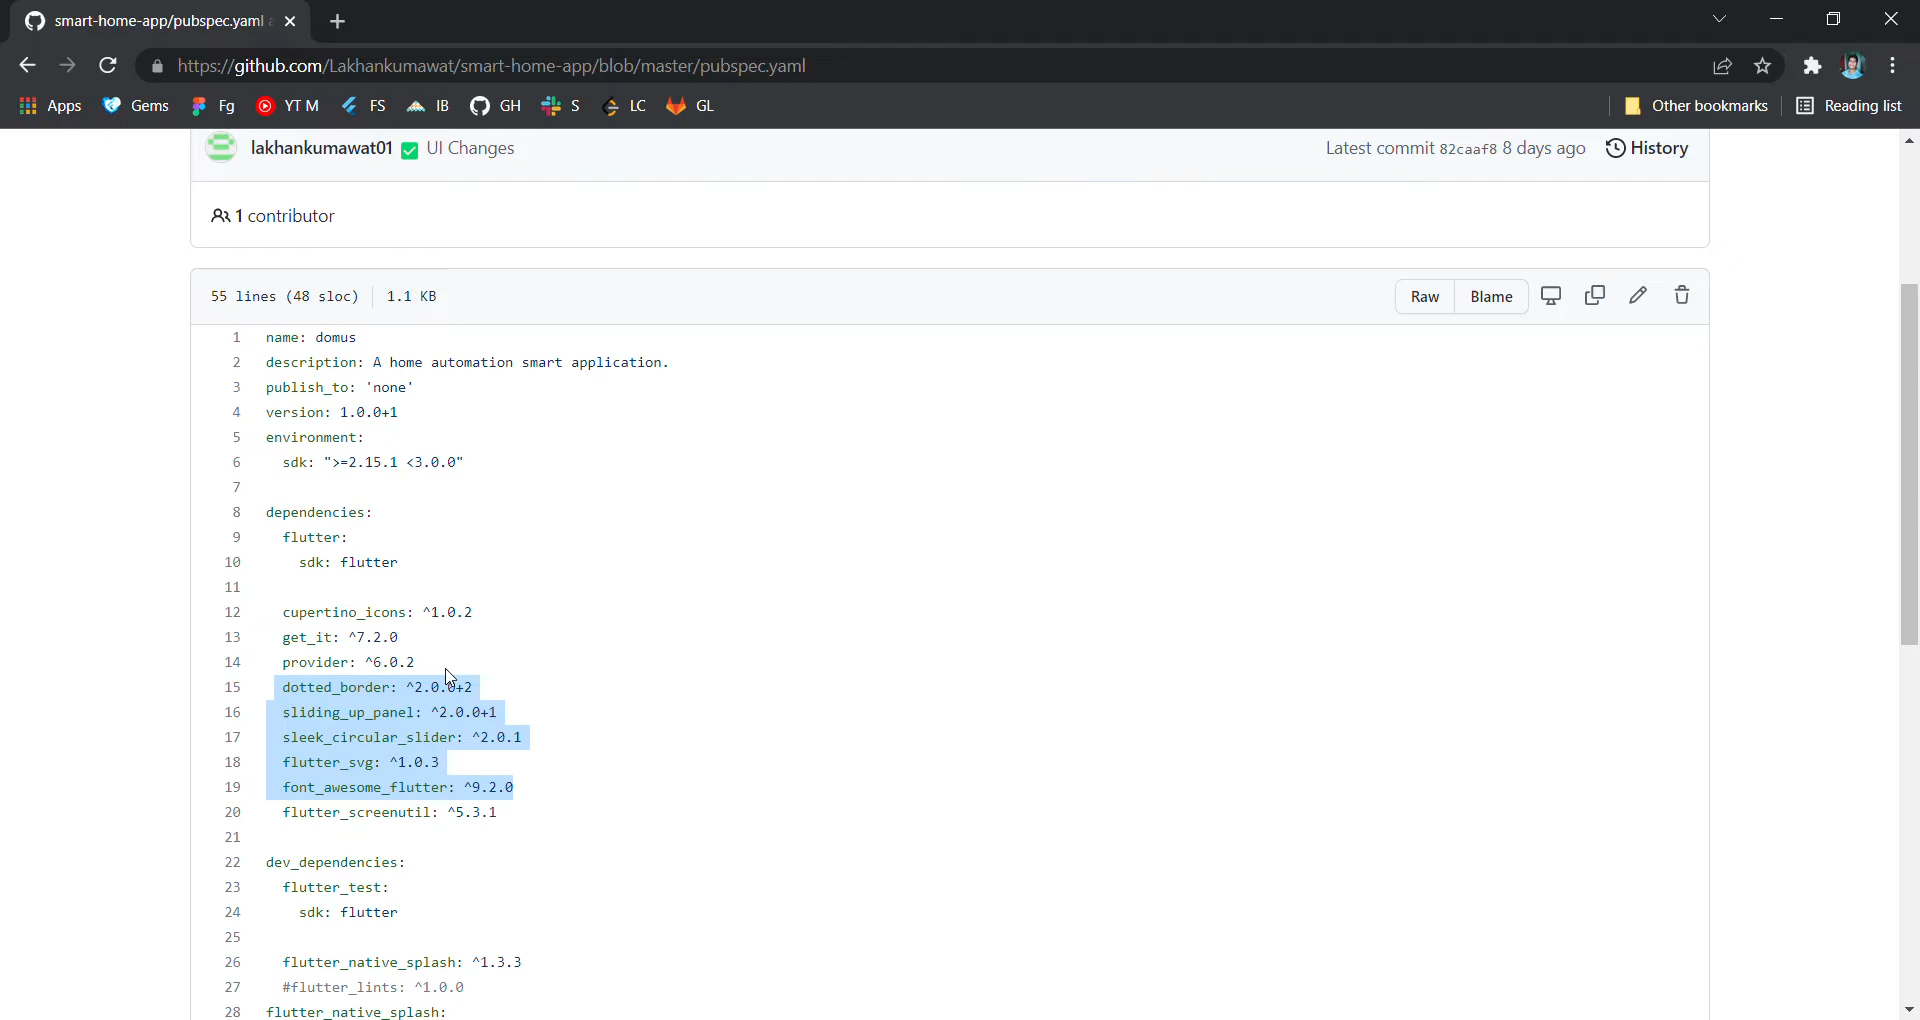 smart-home-app/pubspec.yaml
https://github.com/Lakhankumawat/smart-home-app/blob/master/pubspec.yaml
Apps Gems Fg YT M FS IB GH S LC GL Other bookmarks Reading list
lakhankumawat01 UI Changes Latest commit 82caaf8 8 days ago History
1 contributor
55 lines (48 sloc) 1.1 KB Raw Blame
1 name: domus
2 description: A home automation smart application.
3 publish_to: 'none'
4 version: 1.0.0+1
5 environment:
6 sdk: ">=2.15.1 <3.0.0"
7
8 dependencies:
9 flutter:
10 sdk: flutter
11
12 cupertino_icons: ^1.0.2
13 get_it: ^7.2.0
14 provider: ^6.0.2
15 dotted_border: ^2.0.0+2
16 sliding_up_panel: ^2.0.0+1
17 sleek_circular_slider: ^2.0.1
18 flutter_svg: ^1.0.3
19 font_awesome_flutter: ^9.2.0
20 flutter_screenutil: ^5.3.1
21
22 dev_dependencies:
23 flutter_test:
24 sdk: flutter
25
26 flutter_native_splash: ^1.3.3
27 #flutter_lints: ^1.0.0
28 flutter_native_splash: